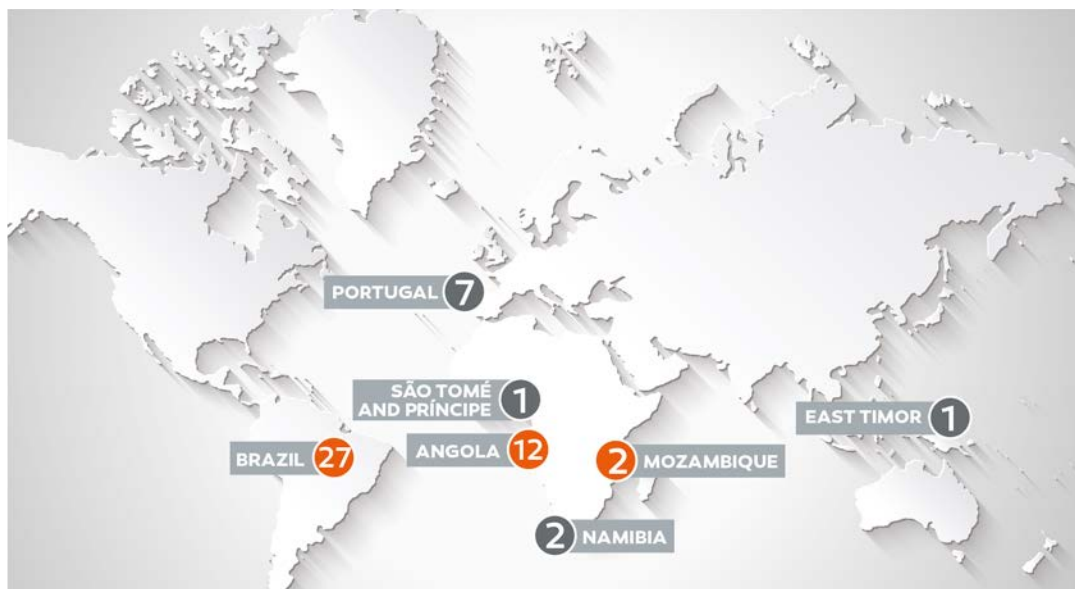 PORTUGAL 7
SÃO TOMÉ
AND PRÍNCIPE 1
EAST TIMOR 1
BRAZIL 27
ANGOLA 12
2 MOZAMBIQUE
2 NAMIBIA